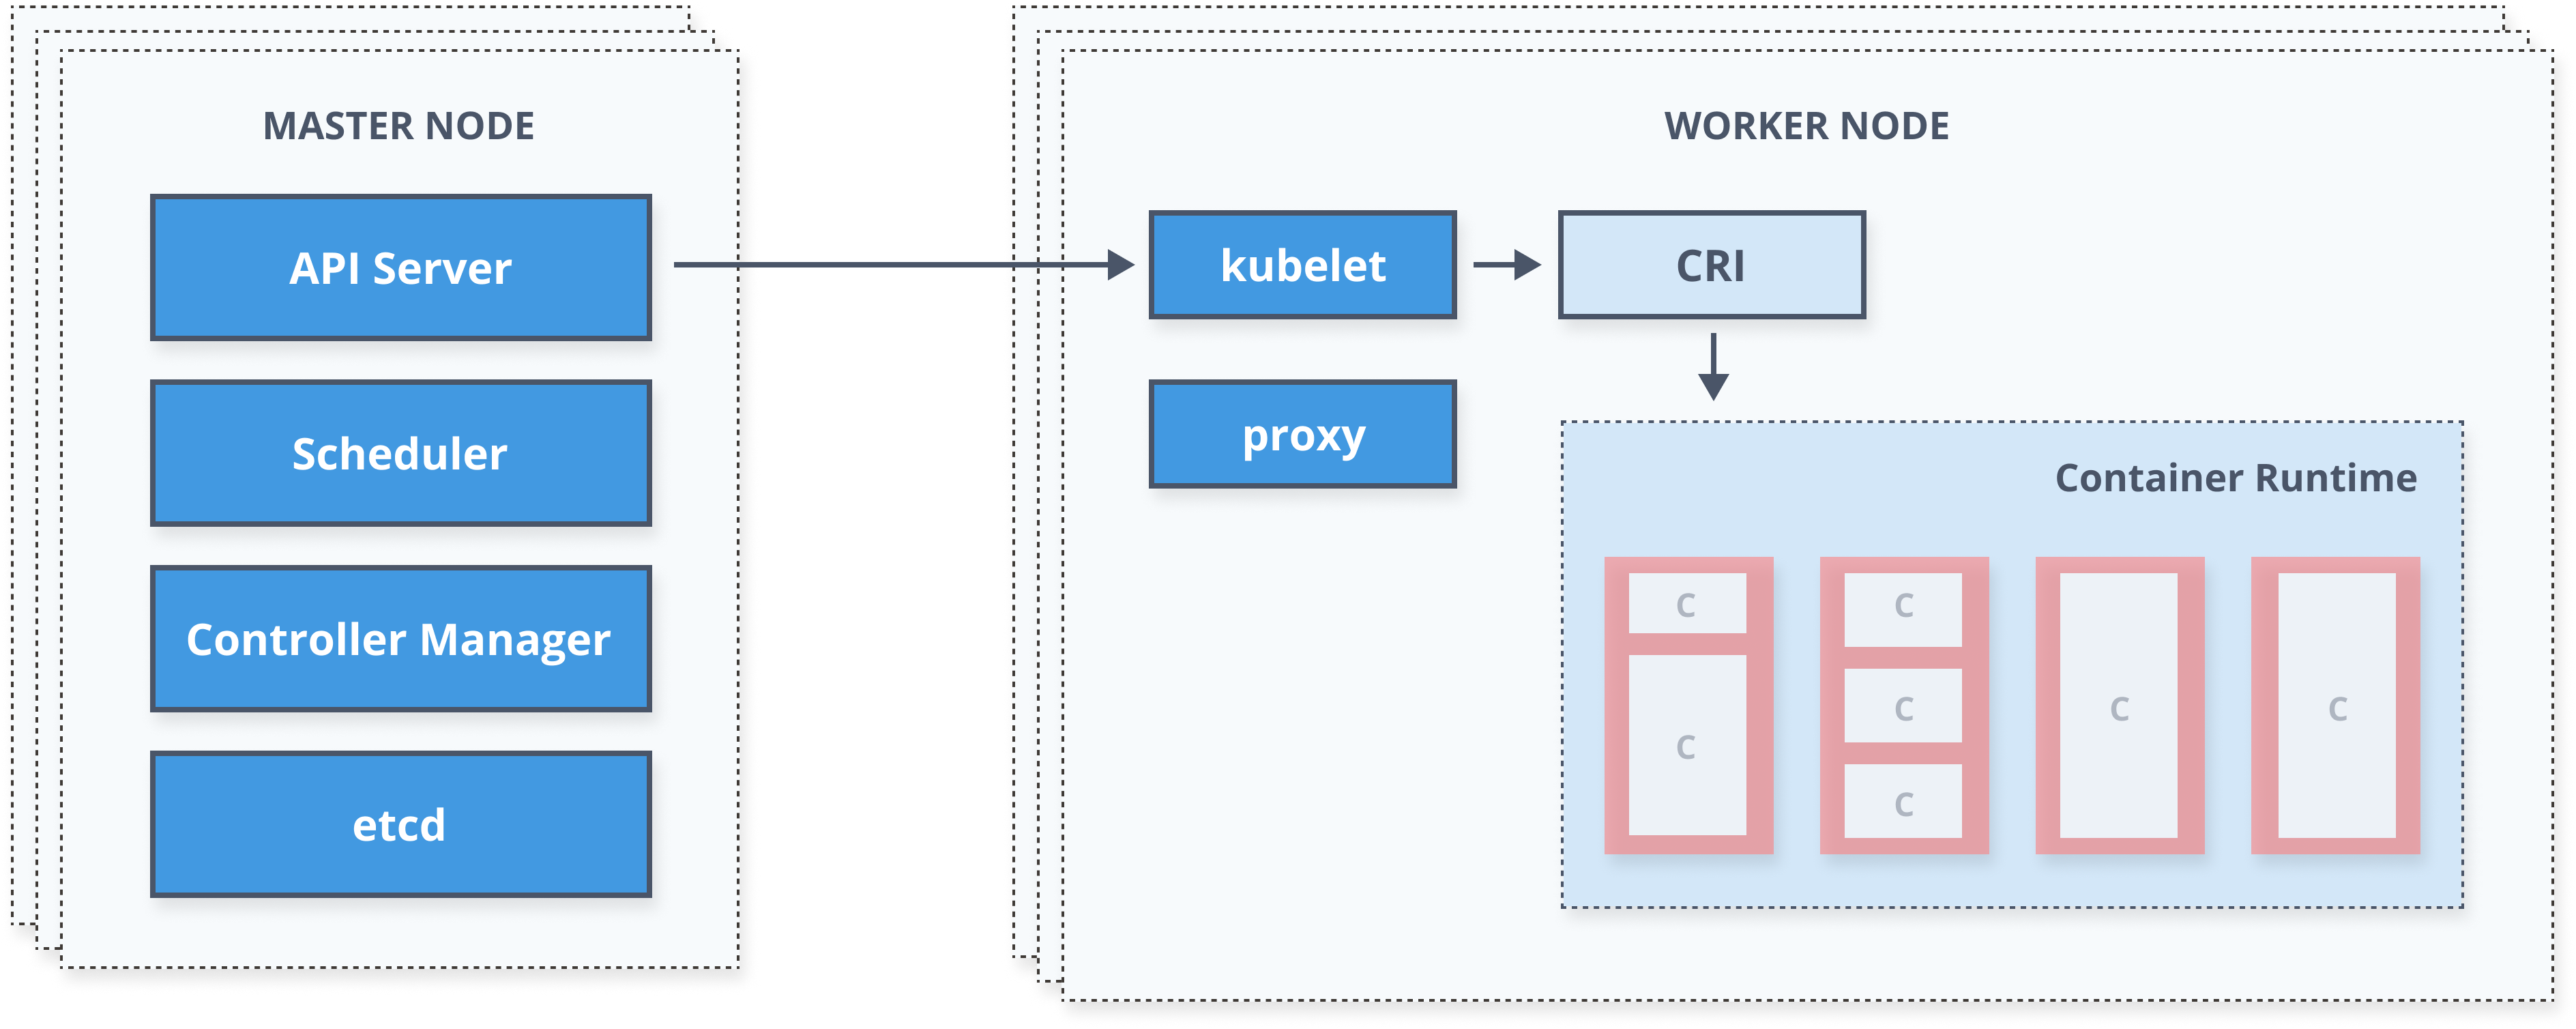 MASTER NODE
API Server
Scheduler
Controller Manager
etcd
WORKER NODE
kubelet
CRI
proxy
Container Runtime
C
C
C
C
C
C
C